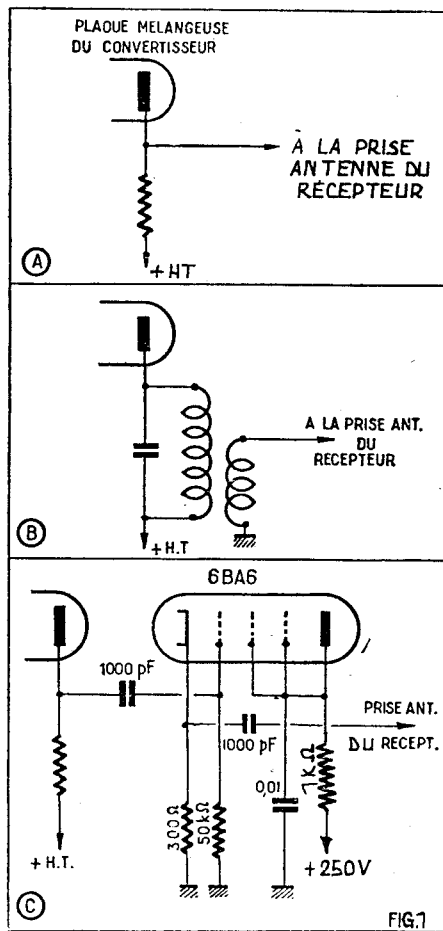 PLAQUE MELANGEUSE
DU CONVERTISSEUR
À LA PRISE
ANTENNE DU
RÉCEPTEUR
+ HT
A
A LA PRISE ANT.
DU
RECEPTEUR
+ H.T
B
6BA6
1000 pF
1000 pF
PRISE ANT.
DU RECEPT.
300Ω
50kΩ
0,01
1KΩ
+ H.T.
+250V
C
FIG.7